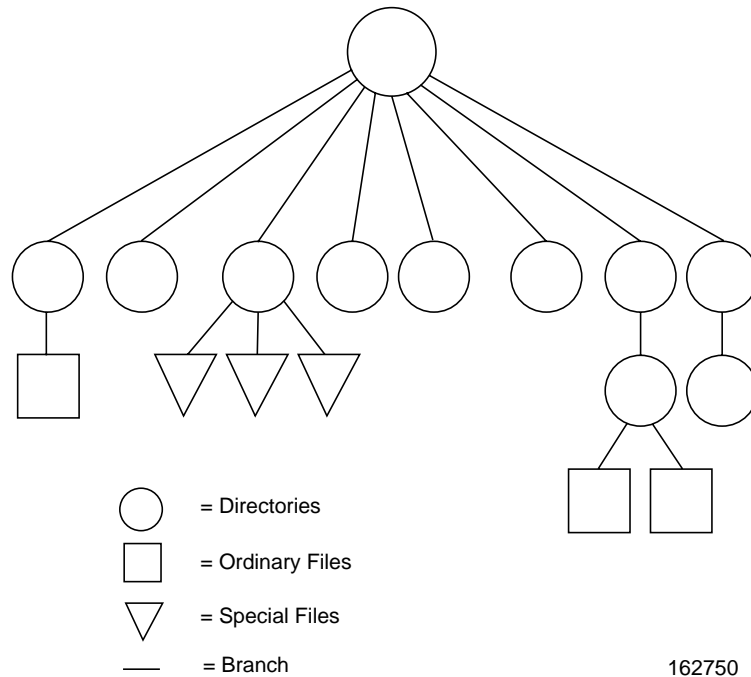 = Directories
= Ordinary Files
= Special Files
= Branch
162750